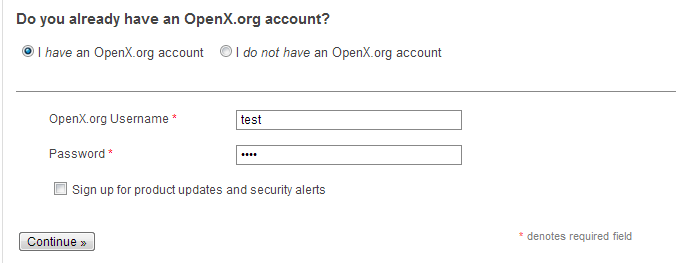 Do you already have an OpenX.org account?
I have an OpenX.org account I do not have an OpenX.org account
OpenX.org Username *
test
Password *
••••
Sign up for product updates and security alerts
Continue »
* denotes required field